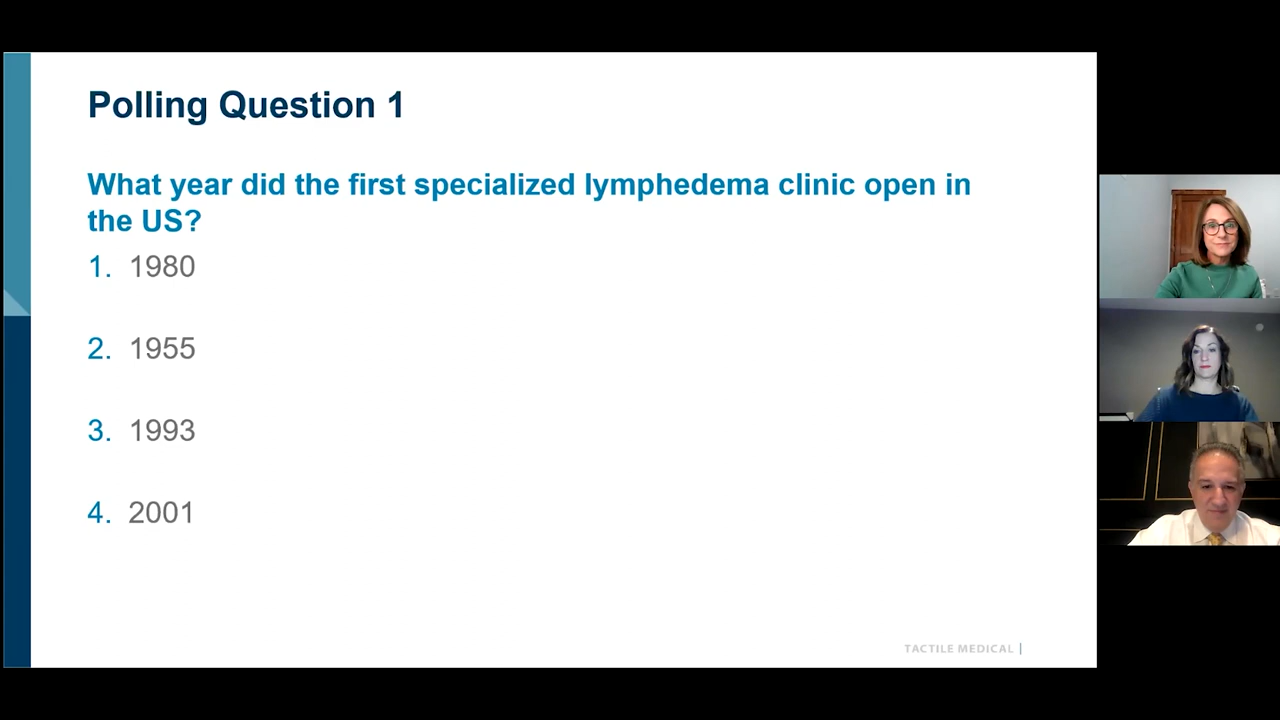 Polling Question 1
What year did the first specialized lymphedema clinic open in
the US?
1. 1980
2. 1955
3. 1993
4. 2001
TACTILE MEDICAL |